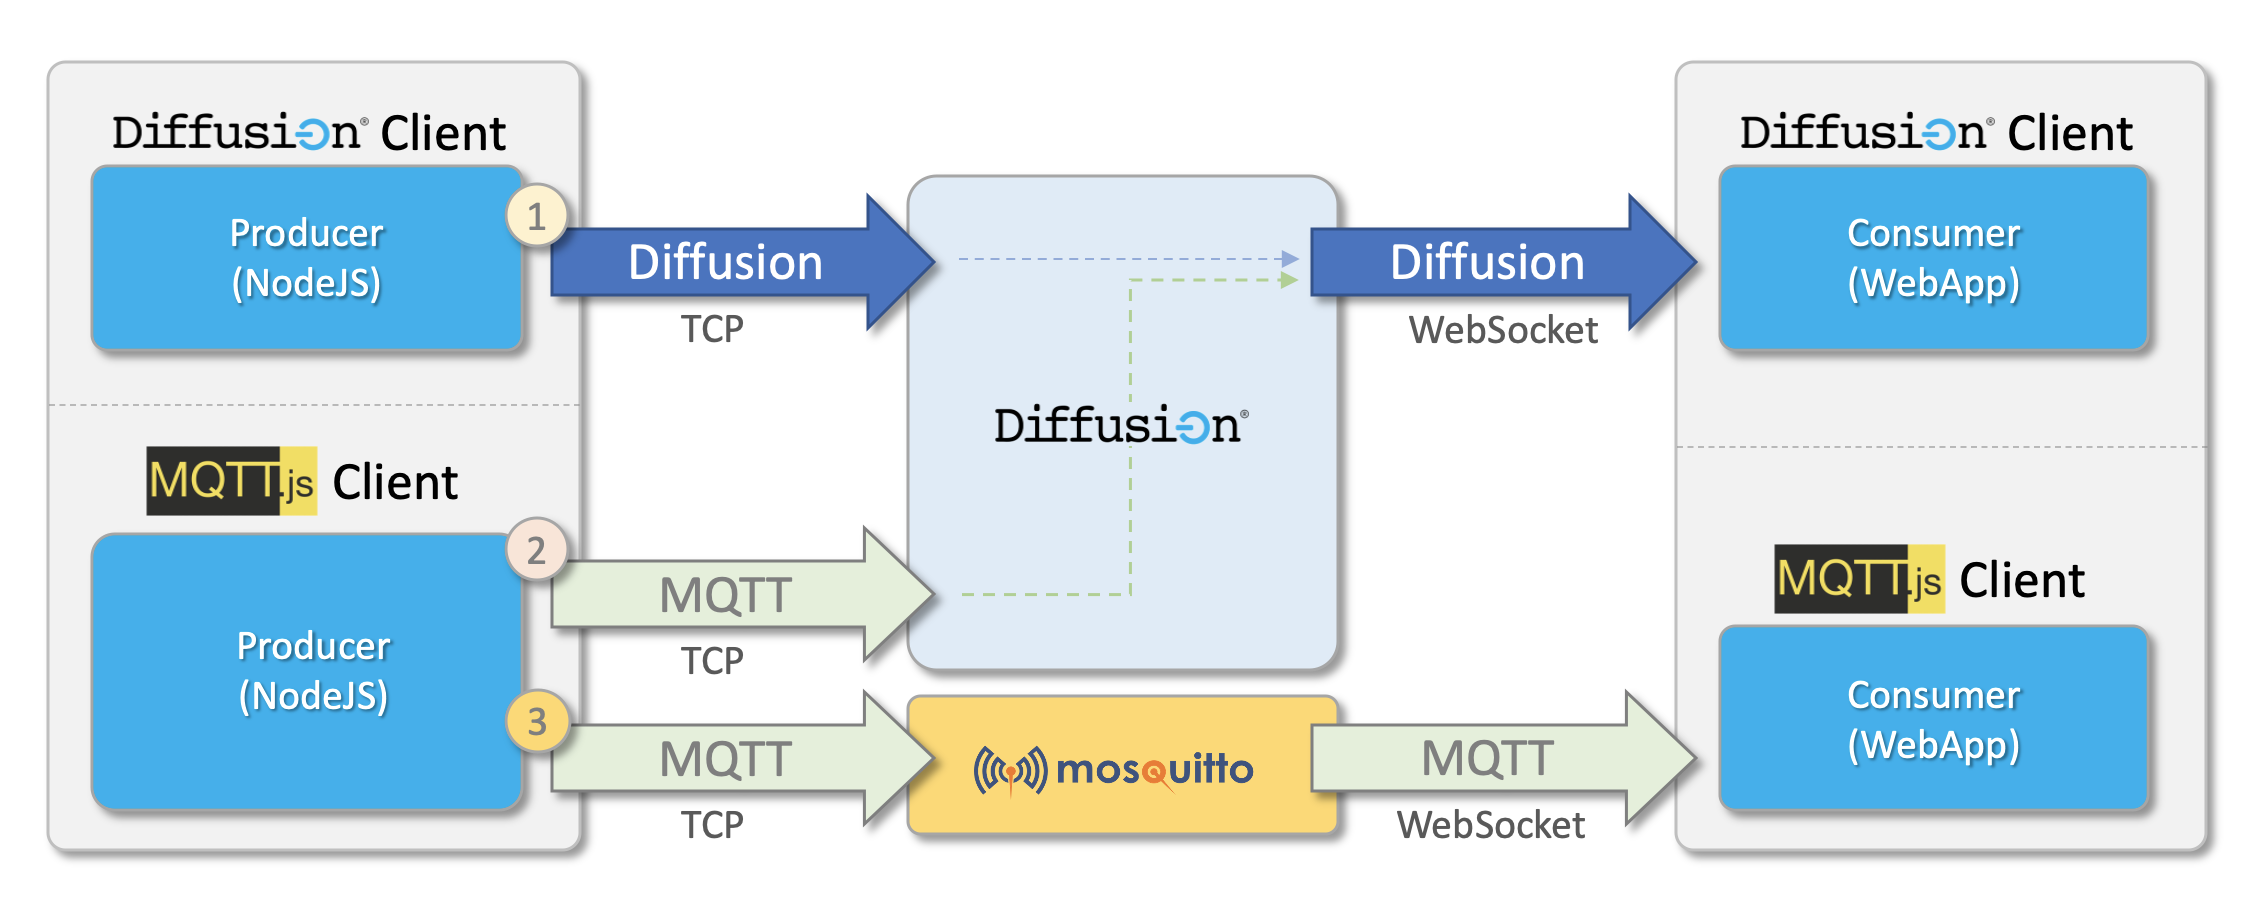 Diffusion® Client
Producer
(NodeJS)
1
Diffusion
TCP
MQTT.js Client
Producer
(NodeJS)
2
MQTT
TCP
3
MQTT
TCP
Diffusion®
mosquitto
Diffusion
WebSocket
MQTT
WebSocket
Diffusion® Client
Consumer
(WebApp)
MQTT.js Client
Consumer
(WebApp)